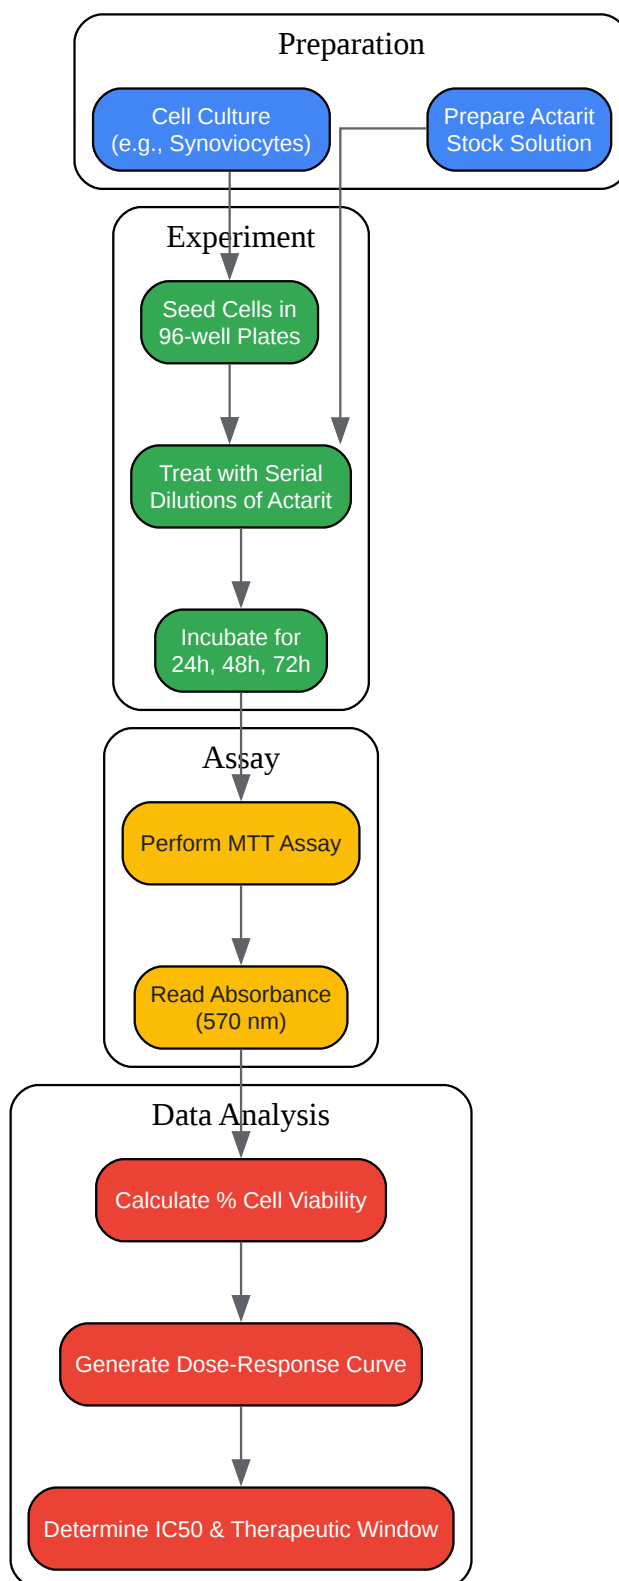 Preparation
Cell Culture
(e.g., Synoviocytes)
Prepare Actarit
Stock Solution
Experiment
Seed Cells in
96-well Plates
Treat with Serial
Dilutions of Actarit
Incubate for
24h, 48h, 72h
Assay
Perform MTT Assay
Read Absorbance
(570 nm)
Data Analysis
Calculate % Cell Viability
Generate Dose-Response Curve
Determine IC50 & Therapeutic Window